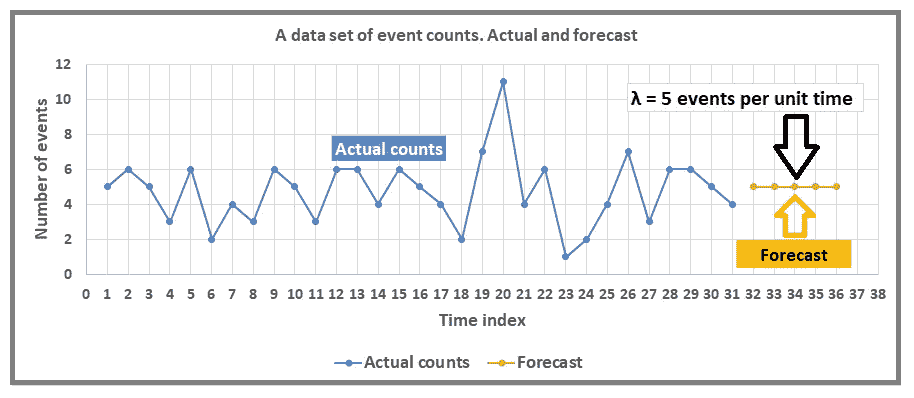 A data set of event counts. Actual and forecast
12
10
8
6
4
2
0
Number of events
Actual counts
λ = 5 events per unit time
Forecast
0 1 2 3 4 5 6 7 8 9 10 11 12 13 14 15 16 17 18 19 20 21 22 23 24 25 26 27 28 29 30 31 32 33 34 35 36 37 38
Time index
Actual counts Forecast